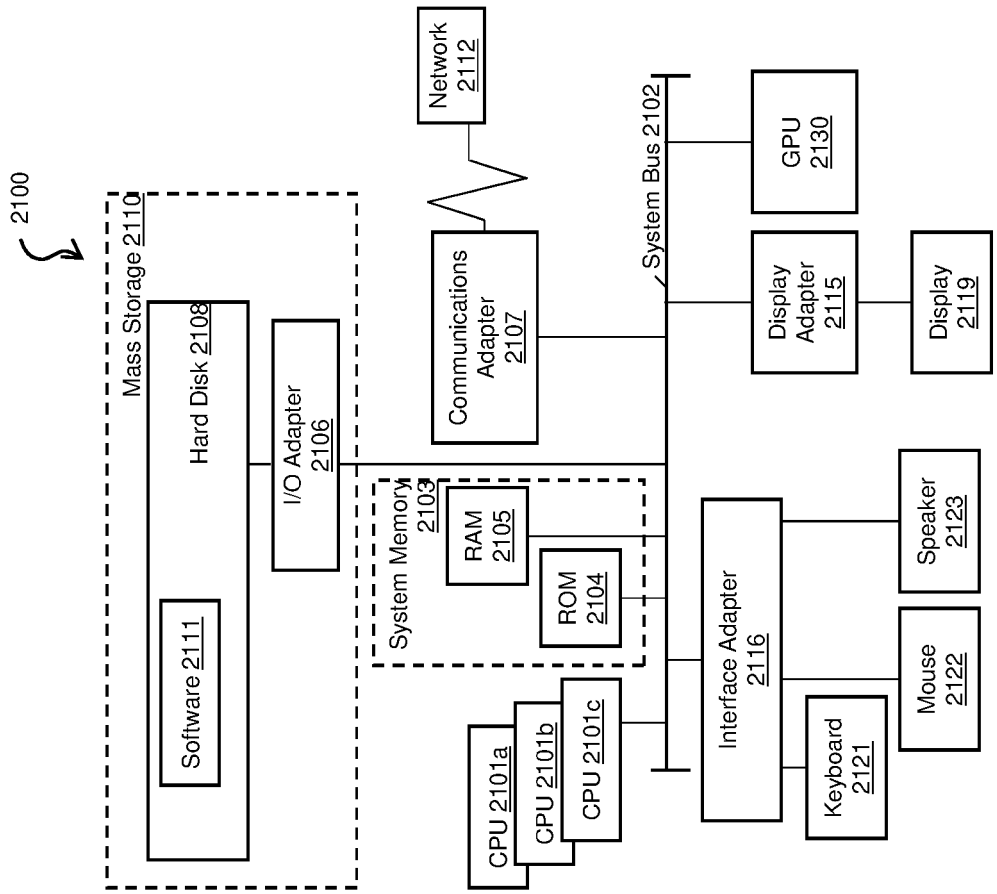 2100
Mass Storage 2110
Hard Disk 2108
Software 2111
I/O Adapter
2106
System Memory
2103
RAM
2105
ROM
2104
CPU 2101a
CPU 2101b
CPU 2101c
Communications
Adapter
2107
Network
2112
System Bus 2102
Interface Adapter
2116
Keyboard
2121
Mouse
2122
Speaker
2123
Display
Adapter
2115
Display
2119
GPU
2130